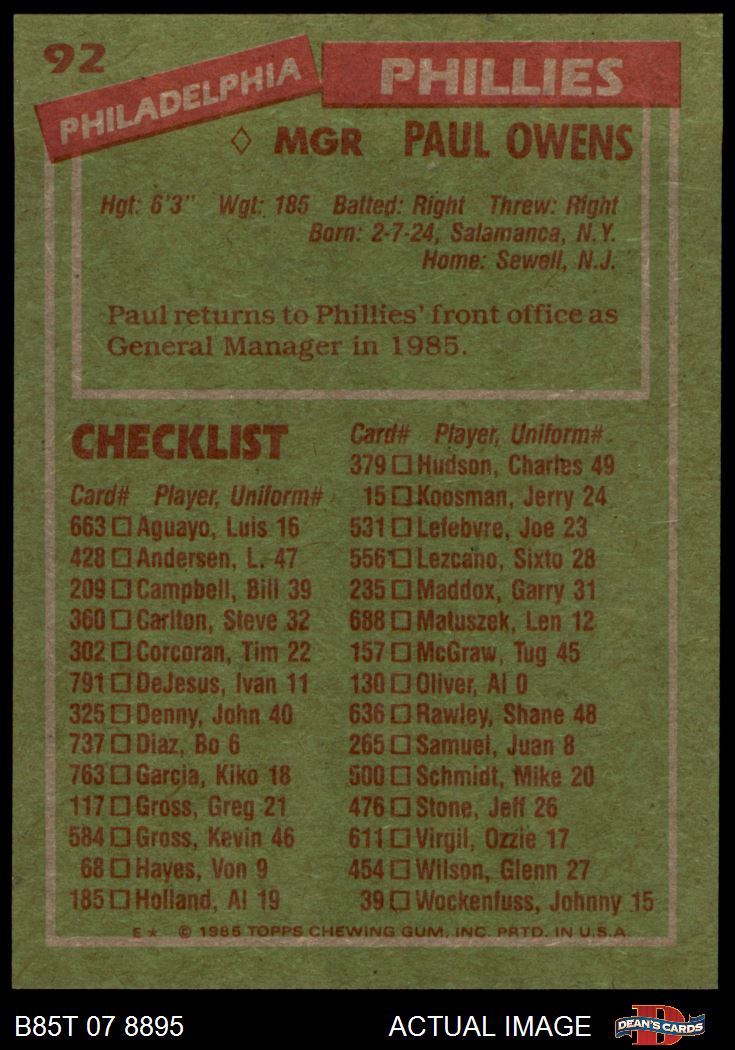 92
PHILADELPHIA PHILLIES
◇ MGR PAUL OWENS
Hgt: 6'3" Wgt: 185 Batted: Right Threw: Right
Born: 2-7-24, Salamanca, N.Y.
Home: Sewell, N.J.
Paul returns to Phillies' front office as
General Manager in 1985.
CHECKLIST
Card# Player, Uniform#
663 □ Aguayo, Luis 16
428 □ Andersen, L. 47
209 □ Campbell, Bill 39
360 □ Carlton, Steve 32
302 □ Corcoran, Tim 22
791 □ DeJesus, Ivan 11
325 □ Denny, John 40
737 □ Diaz, Bo 6
763 □ Garcia, Kiko 18
117 □ Gross, Greg 21
584 □ Gross, Kevin 46
68 □ Hayes, Von 9
185 □ Holland, Al 19
Card# Player, Uniform#
379 □ Hudson, Charles 49
15 □ Koosman, Jerry 24
531 □ Lefebvre, Joe 23
556 □ Lezcano, Sixto 28
235 □ Maddox, Garry 31
688 □ Matuszek, Len 12
157 □ McGraw, Tug 45
130 □ Oliver, Al 0
636 □ Rawley, Shane 48
265 □ Samuel, Juan 8
500 □ Schmidt, Mike 20
476 □ Stone, Jeff 26
611 □ Virgil, Ozzie 17
454 □ Wilson, Glenn 27
39 □ Wockenfuss, Johnny 15
E★ © 1985 TOPPS CHEWING GUM, INC. PRTD. IN U.S.A.
B85T 07 8895 ACTUAL IMAGE D DEAN'S CARDS